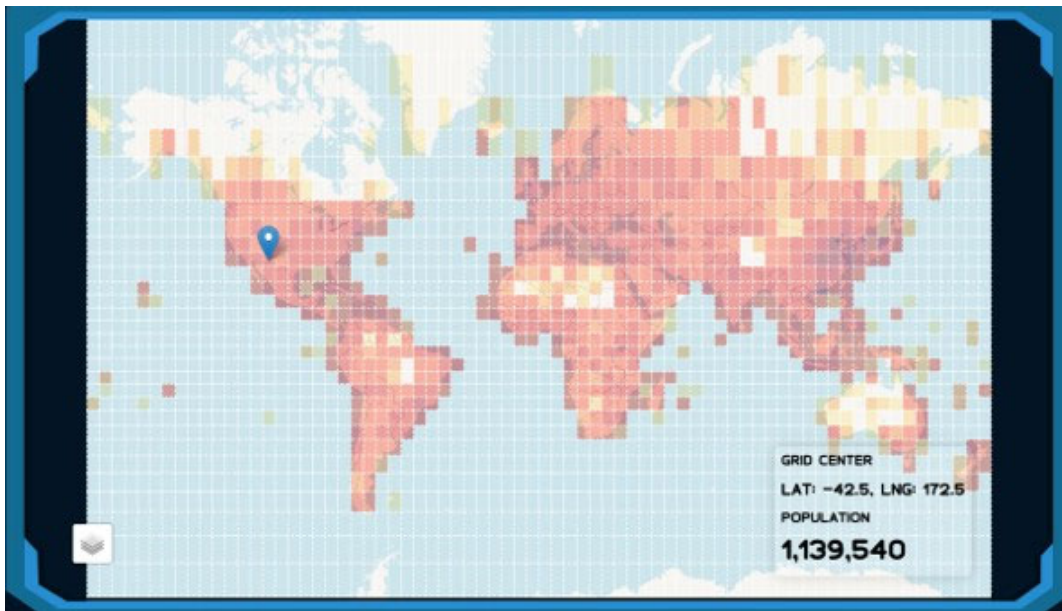 GRID CENTER
LAT: -42.5, LNG: 172.5
POPULATION
1,139,540